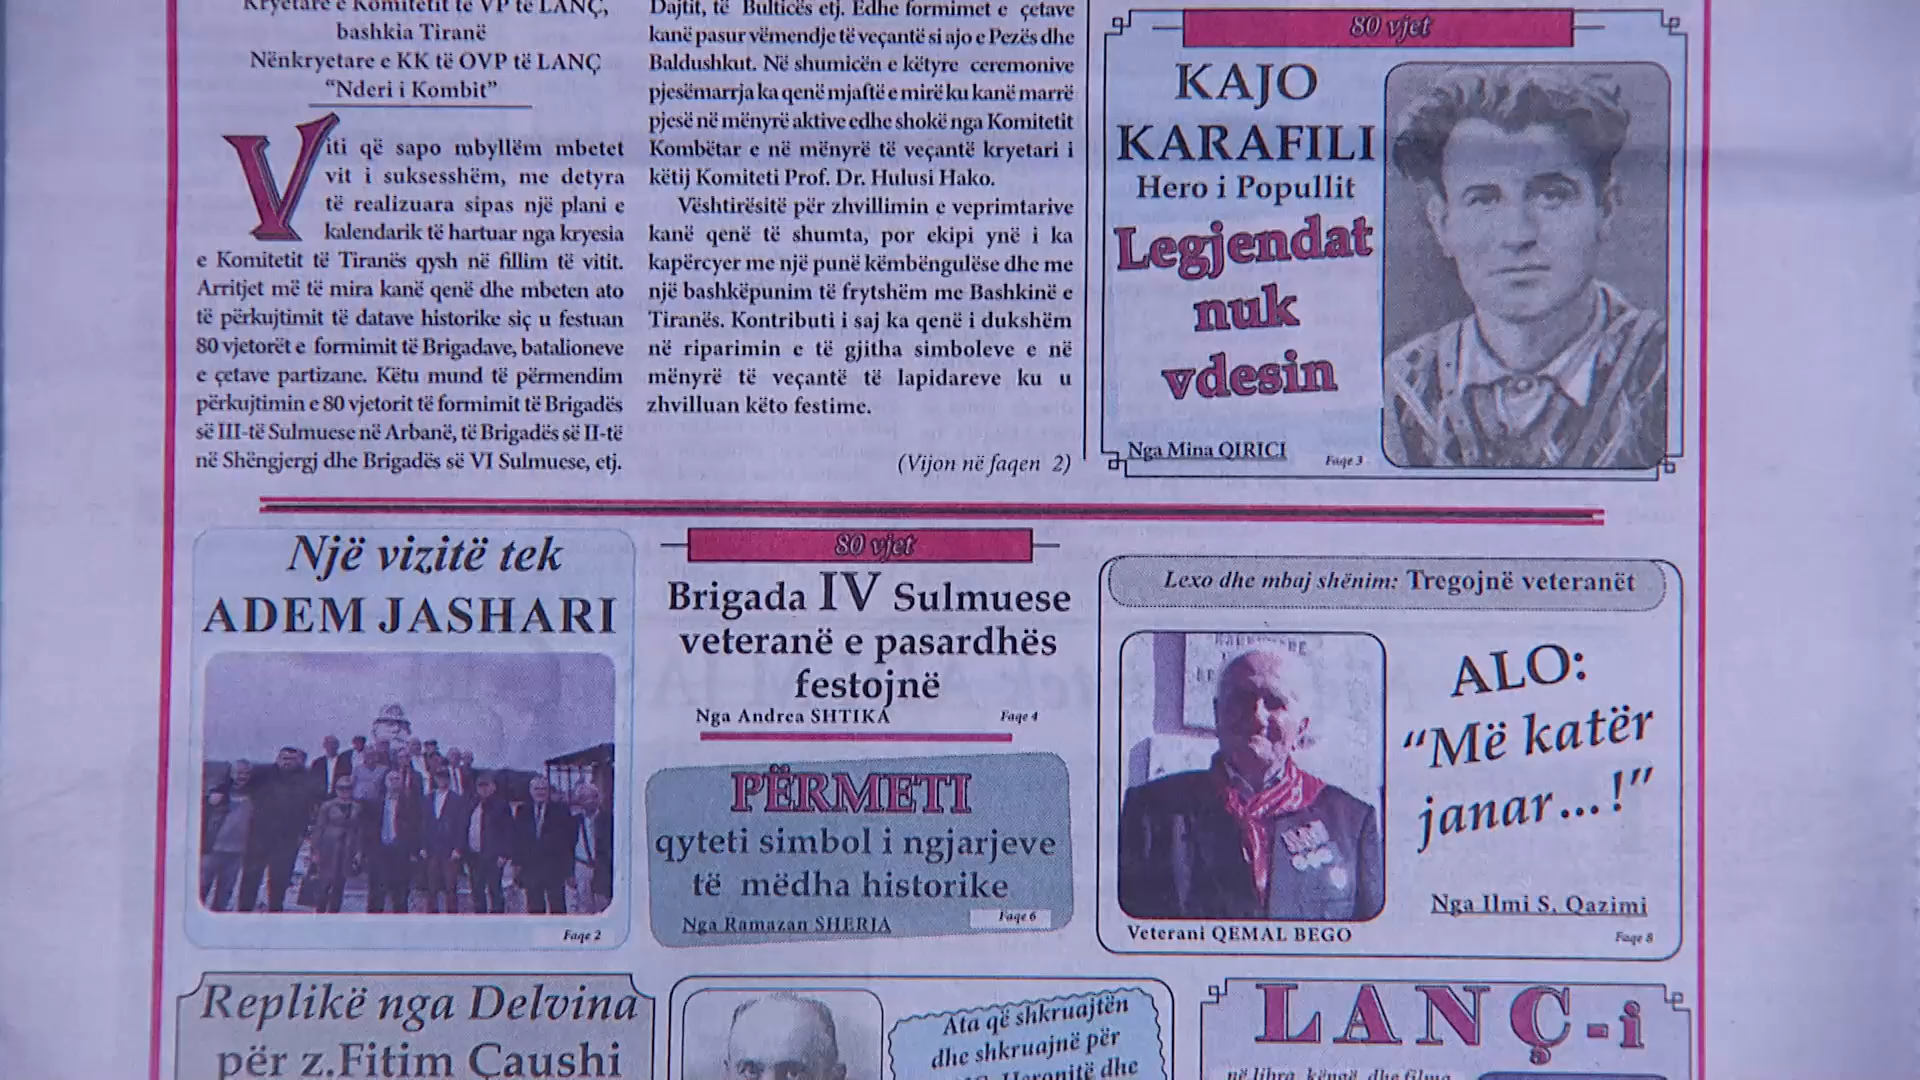 Kryetare e Komitetit të VP të LANÇ,
bashkia Tiranë
Nënkryetare e KK të OVP të LANÇ
“Nderi i Kombit”
Viti që sapo mbyllëm mbetet
vit i suksesshëm, me detyra
të realizuara sipas një plani e
kalendarik të hartuar nga kryesia
e Komitetit të Tiranës qysh në fillim të vitit.
Arritjet më të mira kanë qenë dhe mbeten ato
të përkujtimit të datave historike siç u festuan
80 vjetorët e formimit të Brigadave, batalioneve
e çetave partizane. Këtu mund të përmendim
përkujtimin e 80 vjetorit të formimit të Brigadës
së III-të Sulmuese në Arbanë, të Brigadës së II-të
në Shëngjergj dhe Brigadës së VI Sulmuese, etj.
Dajtit, të Bulticës etj. Edhe formimet e çetave
kanë pasur vëmendje të veçantë si ajo e Pezës dhe
Baldushkut. Në shumicën e këtyre ceremonive
pjesëmarrja ka qenë mjaftë e mirë ku kanë marrë
pjesë në mënyrë aktive edhe shokë nga Komitetit
Kombëtar e në mënyrë të veçantë kryetari i
këtij Komiteti Prof. Dr. Hulusi Hako.
Vështirësitë për zhvillimin e veprimtarive
kanë qenë të shumta, por ekipi ynë i ka
kapërcyer me një punë këmbëngulëse dhe me
një bashkëpunim të frytshëm me Bashkinë e
Tiranës. Kontributi i saj ka qenë i dukshëm
në riparimin e të gjitha simboleve e në
mënyrë të veçantë të lapidareve ku u
zhvilluan këto festime.
(Vijon në faqen 2)
80 vjet
KAJO
KARAFILI
Hero i Popullit
Legjendat
nuk
vdesin
Nga Mina QIRICI
Faqe 3
Një vizitë tek
ADEM JASHARI
Faqe 2
80 vjet
Brigada IV Sulmuese
veteranë e pasardhës
festojnë
Nga Andrea SHTIKA
Faqe 4
PËRMETI
qyteti simbol i ngjarjeve
të mëdha historike
Nga Ramazan SHERJA
Faqe 6
Lexo dhe mbaj shënim: Tregojnë veteranët
ALO:
“Më katër
janar...!”
Nga Ilmi S. Qazimi
Veterani QEMAL BEGO
Faqe 8
Replikë nga Delvina
për z.Fitim Çaushi
Ata që shkruajtën
dhe shkruajnë për
Heronjtë dhe
LANÇ-i
në libra, këngë dhe filma